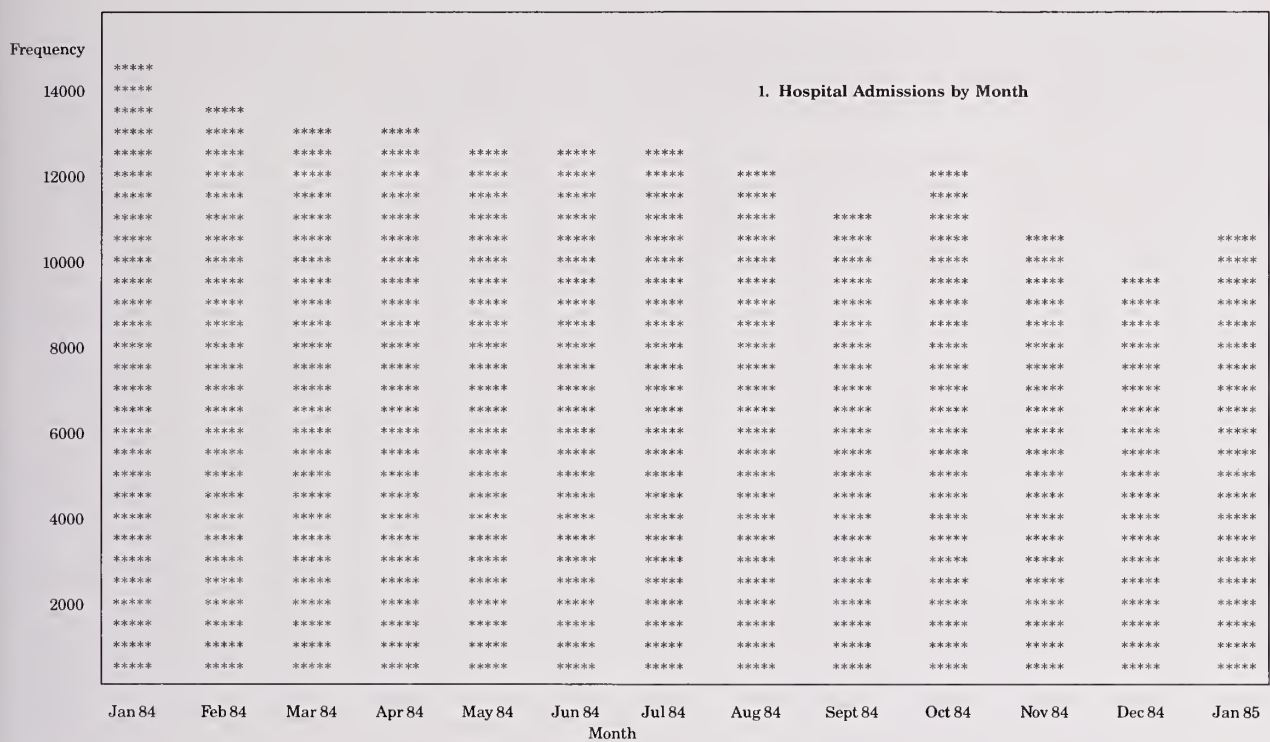 Frequency
14000
1. Hospital Admissions by Month
12000
10000
8000
6000
4000
2000
Jan 84 Feb 84 Mar 84 Apr 84 May 84 Jun 84 Jul 84 Aug 84 Sept 84 Oct 84 Nov 84 Dec 84 Jan 85
Month